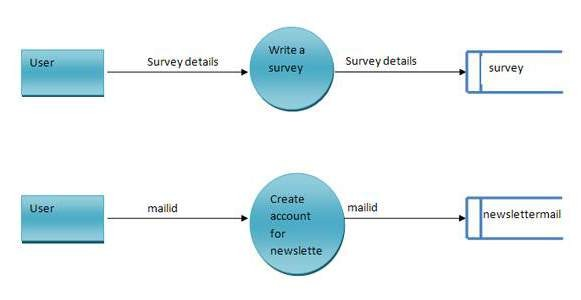 User
Survey details
Write a
survey
Survey details
survey
User
mailid
Create
account
for
newslette
mailid
newslettermail